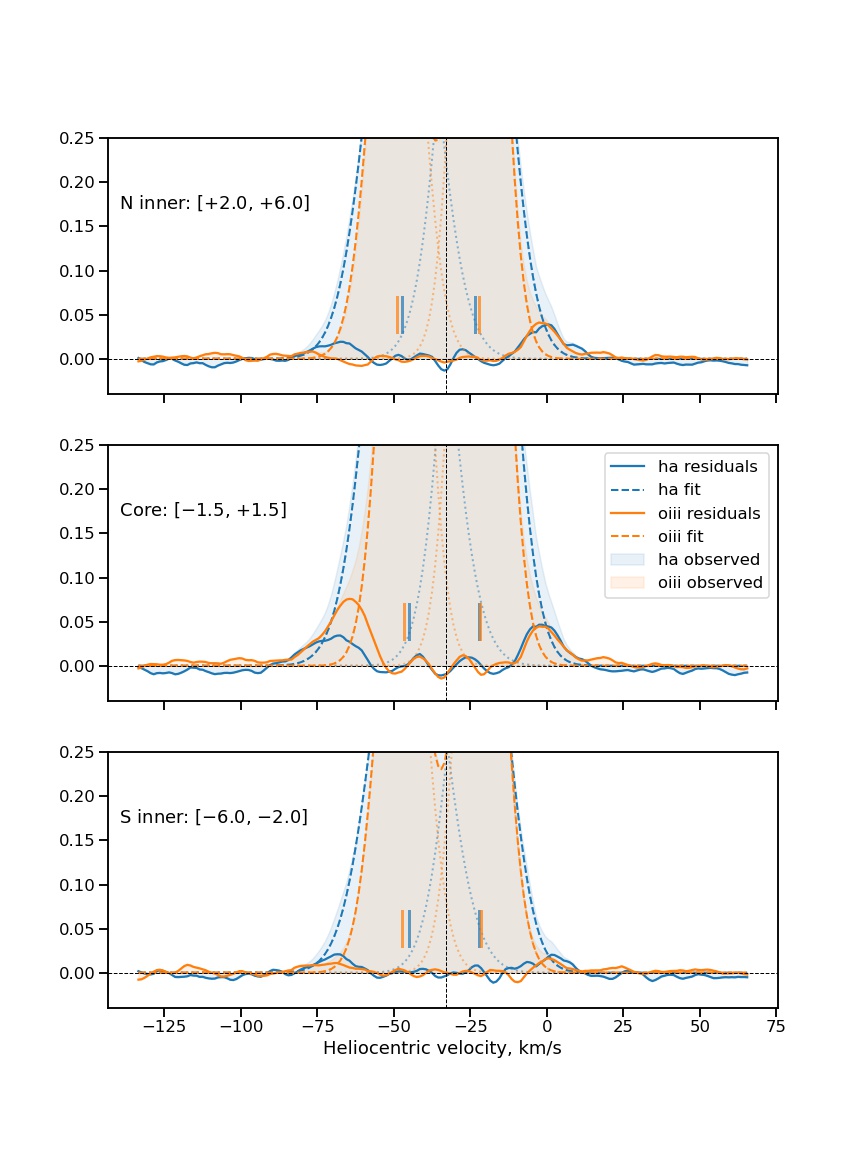 0.25
0.20
N inner: [+2.0, +6.0]
0.15
0.10
0.05
0.00
0.25
0.20
Core: [−1.5, +1.5]
0.15
0.10
0.05
0.00
ha residuals
ha fit
oiii residuals
oiii fit
ha observed
oiii observed
0.25
0.20
S inner: [−6.0, −2.0]
0.15
0.10
0.05
0.00
−125 −100 −75 −50 −25 0 25 50 75
Heliocentric velocity, km/s